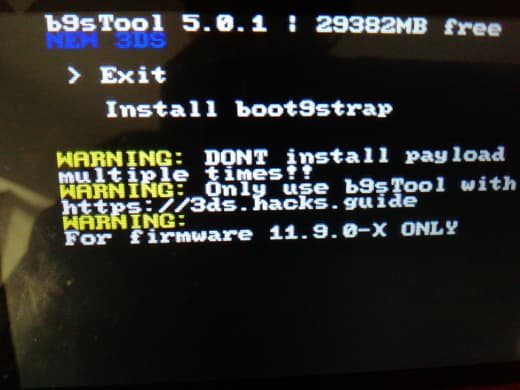 b9sTool 5.0.1 | 29382MB free
NEW 3DS
> Exit
Install boot9strap
WARNING: DONT install payload
multiple times!!
WARNING: Only use b9sTool with
https://3ds.hacks.guide
WARNING:
For firmware 11.9.0-X ONLY